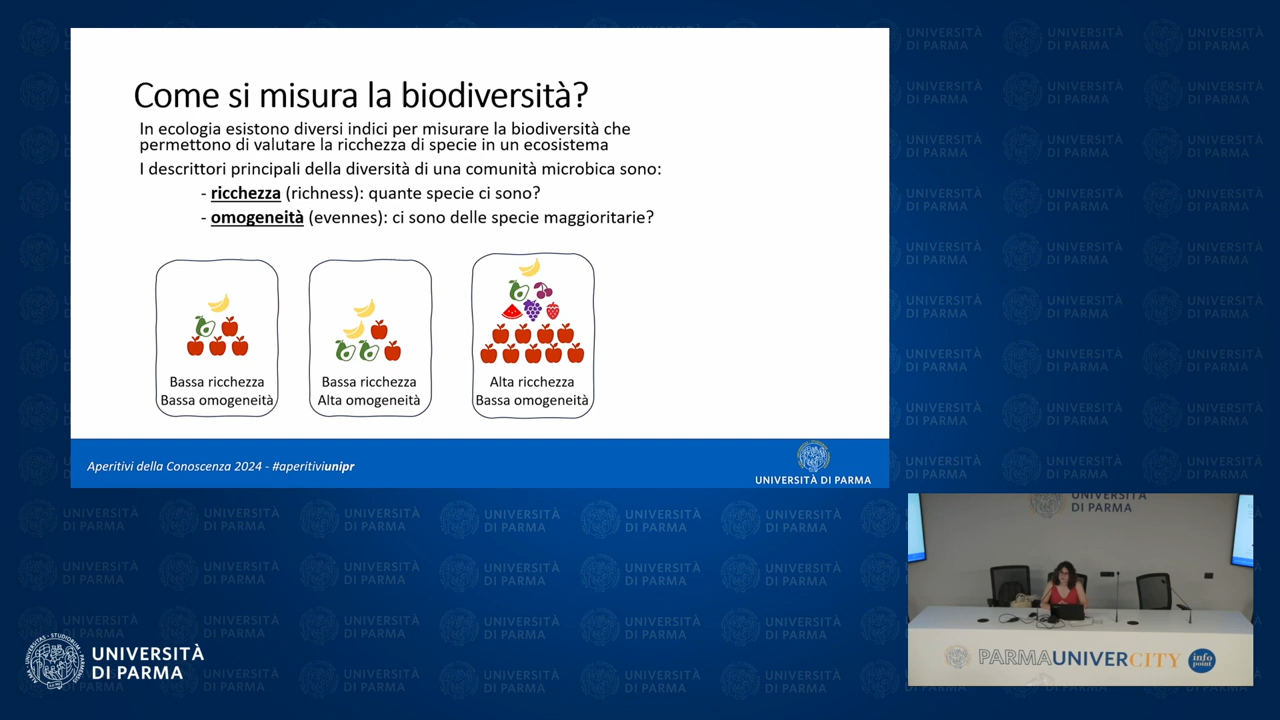 Come si misura la biodiversità?
In ecologia esistono diversi indici per misurare la biodiversità che
permettono di valutare la ricchezza di specie in un ecosistema
I descrittori principali della diversità di una comunità microbica sono:
- ricchezza (richness): quante specie ci sono?
- omogeneità (evennes): ci sono delle specie maggioritarie?
Bassa ricchezza
Bassa omogeneità
Bassa ricchezza
Alta omogeneità
Alta ricchezza
Bassa omogeneità
Aperitivi della Conoscenza 2024 - #aperitiviunipr
UNIVERSITÀ DI PARMA
UNIVERSITÀ
DI PARMA
PARMAUNIVERCITY
info
point
UNIVERSITÀ
DI PARMA